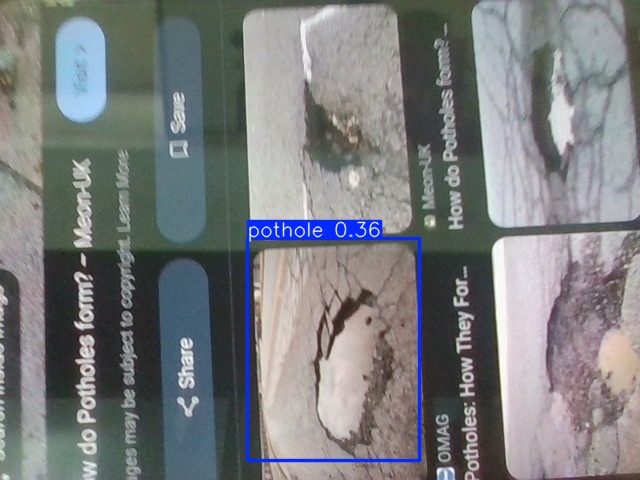 pothole 0.36
Visit >
ow do Potholes form? – Meon-UK
ages may be subject to copyright. Learn More
Share
Save
Meon-UK
How do Potholes form? ...
OMAG
Potholes: How They For...